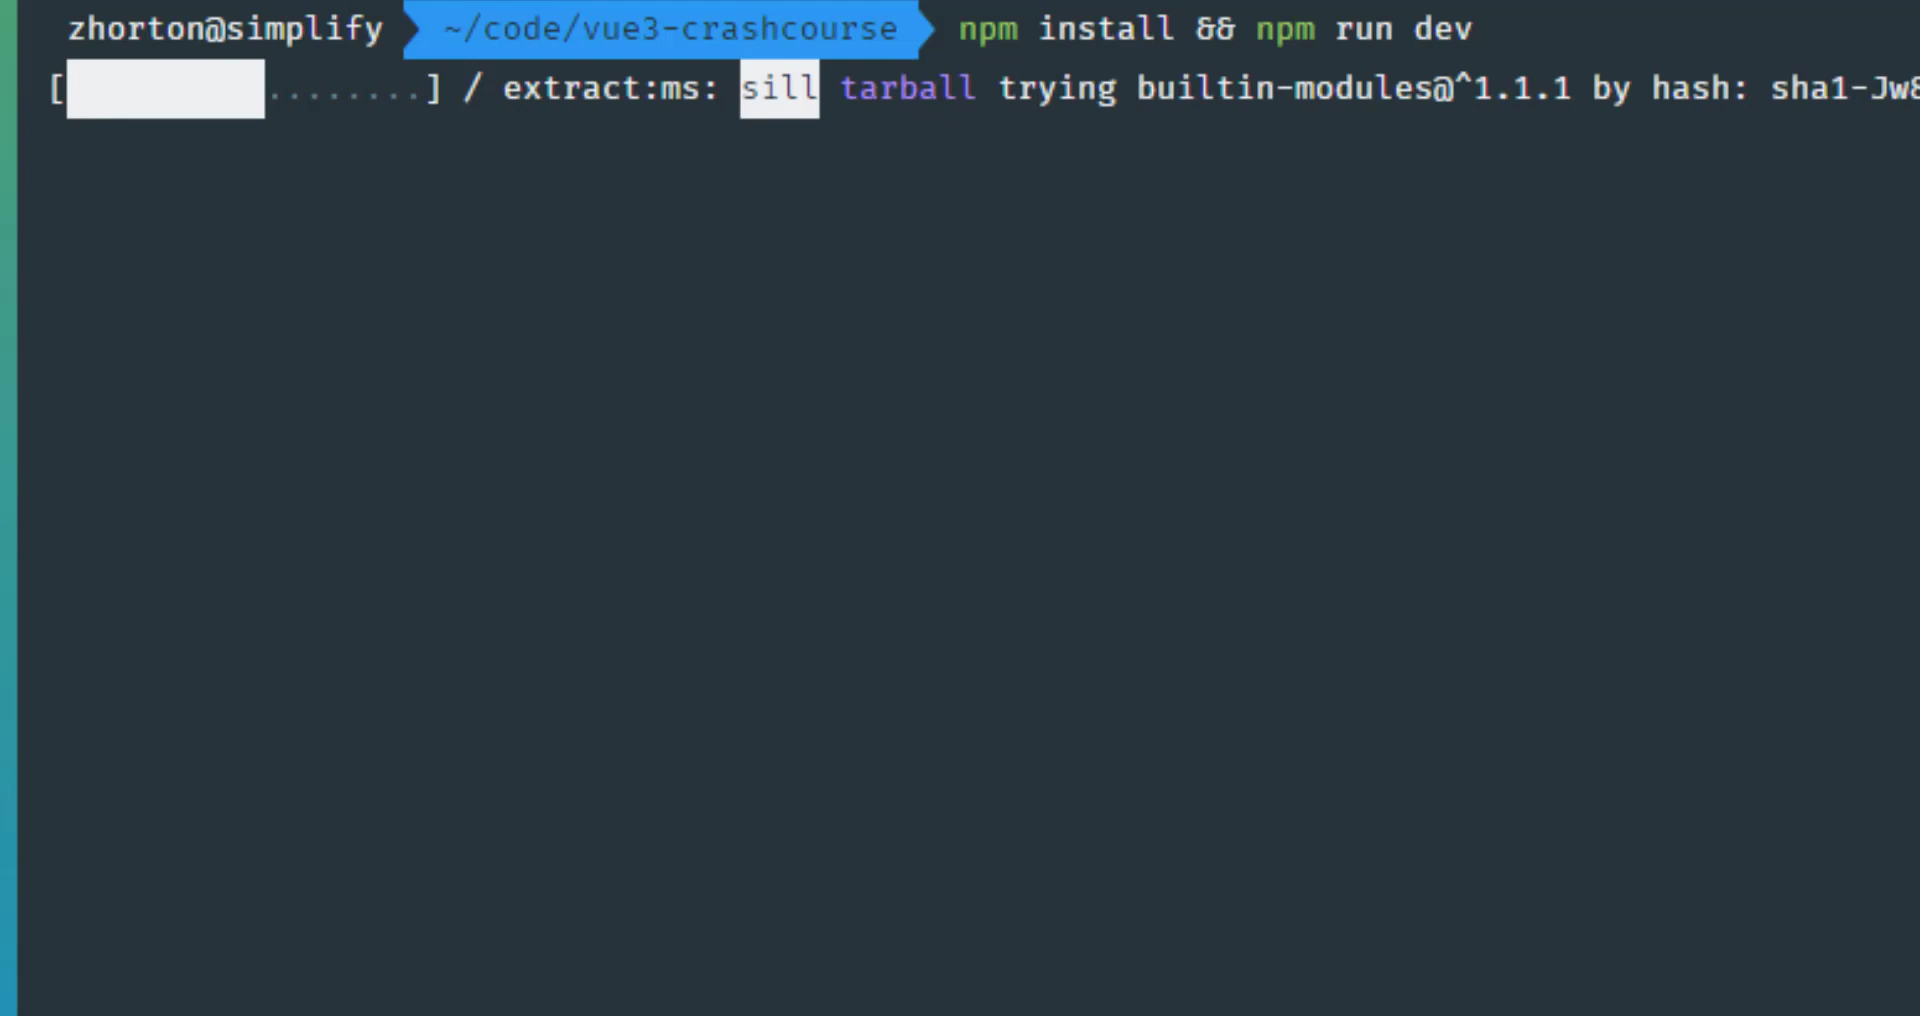 zhorton@simplify ~/code/vue3-crashcourse npm install && npm run dev
[ ........] / extract:ms: sill tarball trying builtin-modules@^1.1.1 by hash: sha1-Jw8